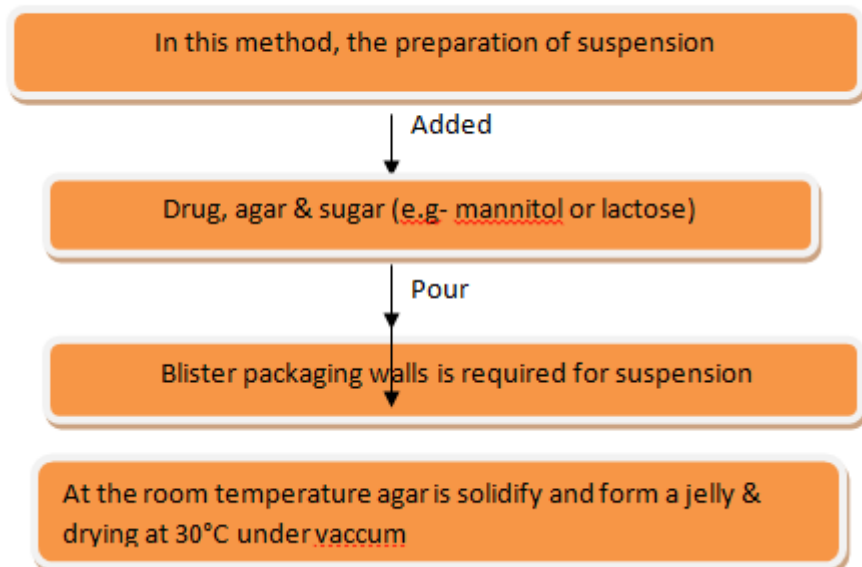 In this method, the preparation of suspension
Added
Drug, agar & sugar (e.g- mannitol or lactose)
Pour
Blister packaging walls is required for suspension
At the room temperature agar is solidify and form a jelly &
drying at 30°C under vaccum